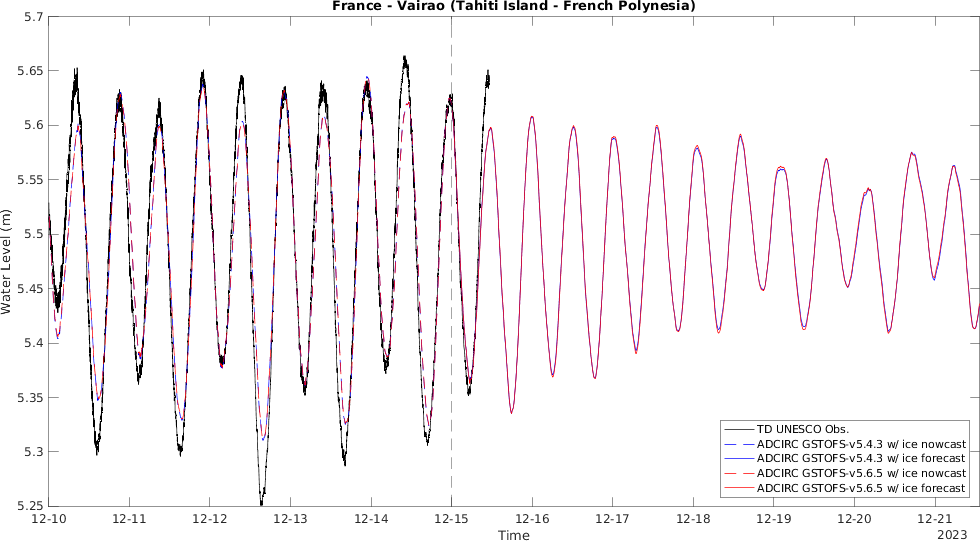 France - Vairao (Tahiti Island - French Polynesia)
5.7
5.65
5.6
5.55
5.5
5.45
5.4
5.35
5.3
5.25
Water Level (m)
TD UNESCO Obs.
ADCIRC GSTOFS-v5.4.3 w/ ice nowcast
ADCIRC GSTOFS-v5.4.3 w/ ice forecast
ADCIRC GSTOFS-v5.6.5 w/ ice nowcast
ADCIRC GSTOFS-v5.6.5 w/ ice forecast
12-10 12-11 12-12 12-13 12-14 12-15 12-16 12-17 12-18 12-19 12-20 12-21
Time
2023